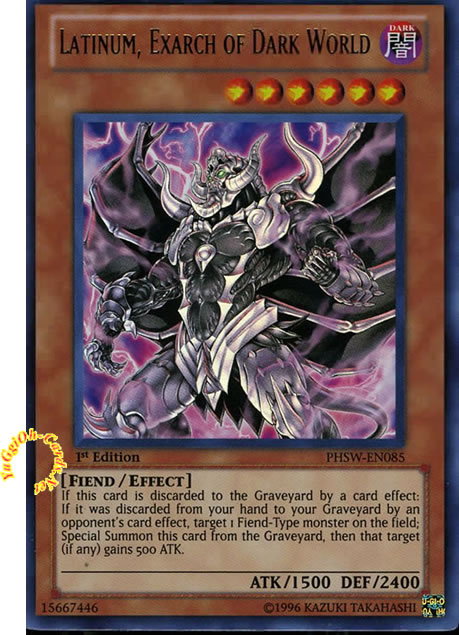 LATINUM, EXARCH OF DARK WORLD
DARK
闇
1st Edition
PHSW-EN085
[FIEND / EFFECT]
If this card is discarded to the Graveyard by a card effect:
If it was discarded from your hand to your Graveyard by an
opponent's card effect, target 1 Fiend-Type monster on the field;
Special Summon this card from the Graveyard, then that target
(if any) gains 500 ATK.
ATK/1500 DEF/2400
15667446
©1996 KAZUKI TAKAHASHI
YuGgiOh-Cards.Net